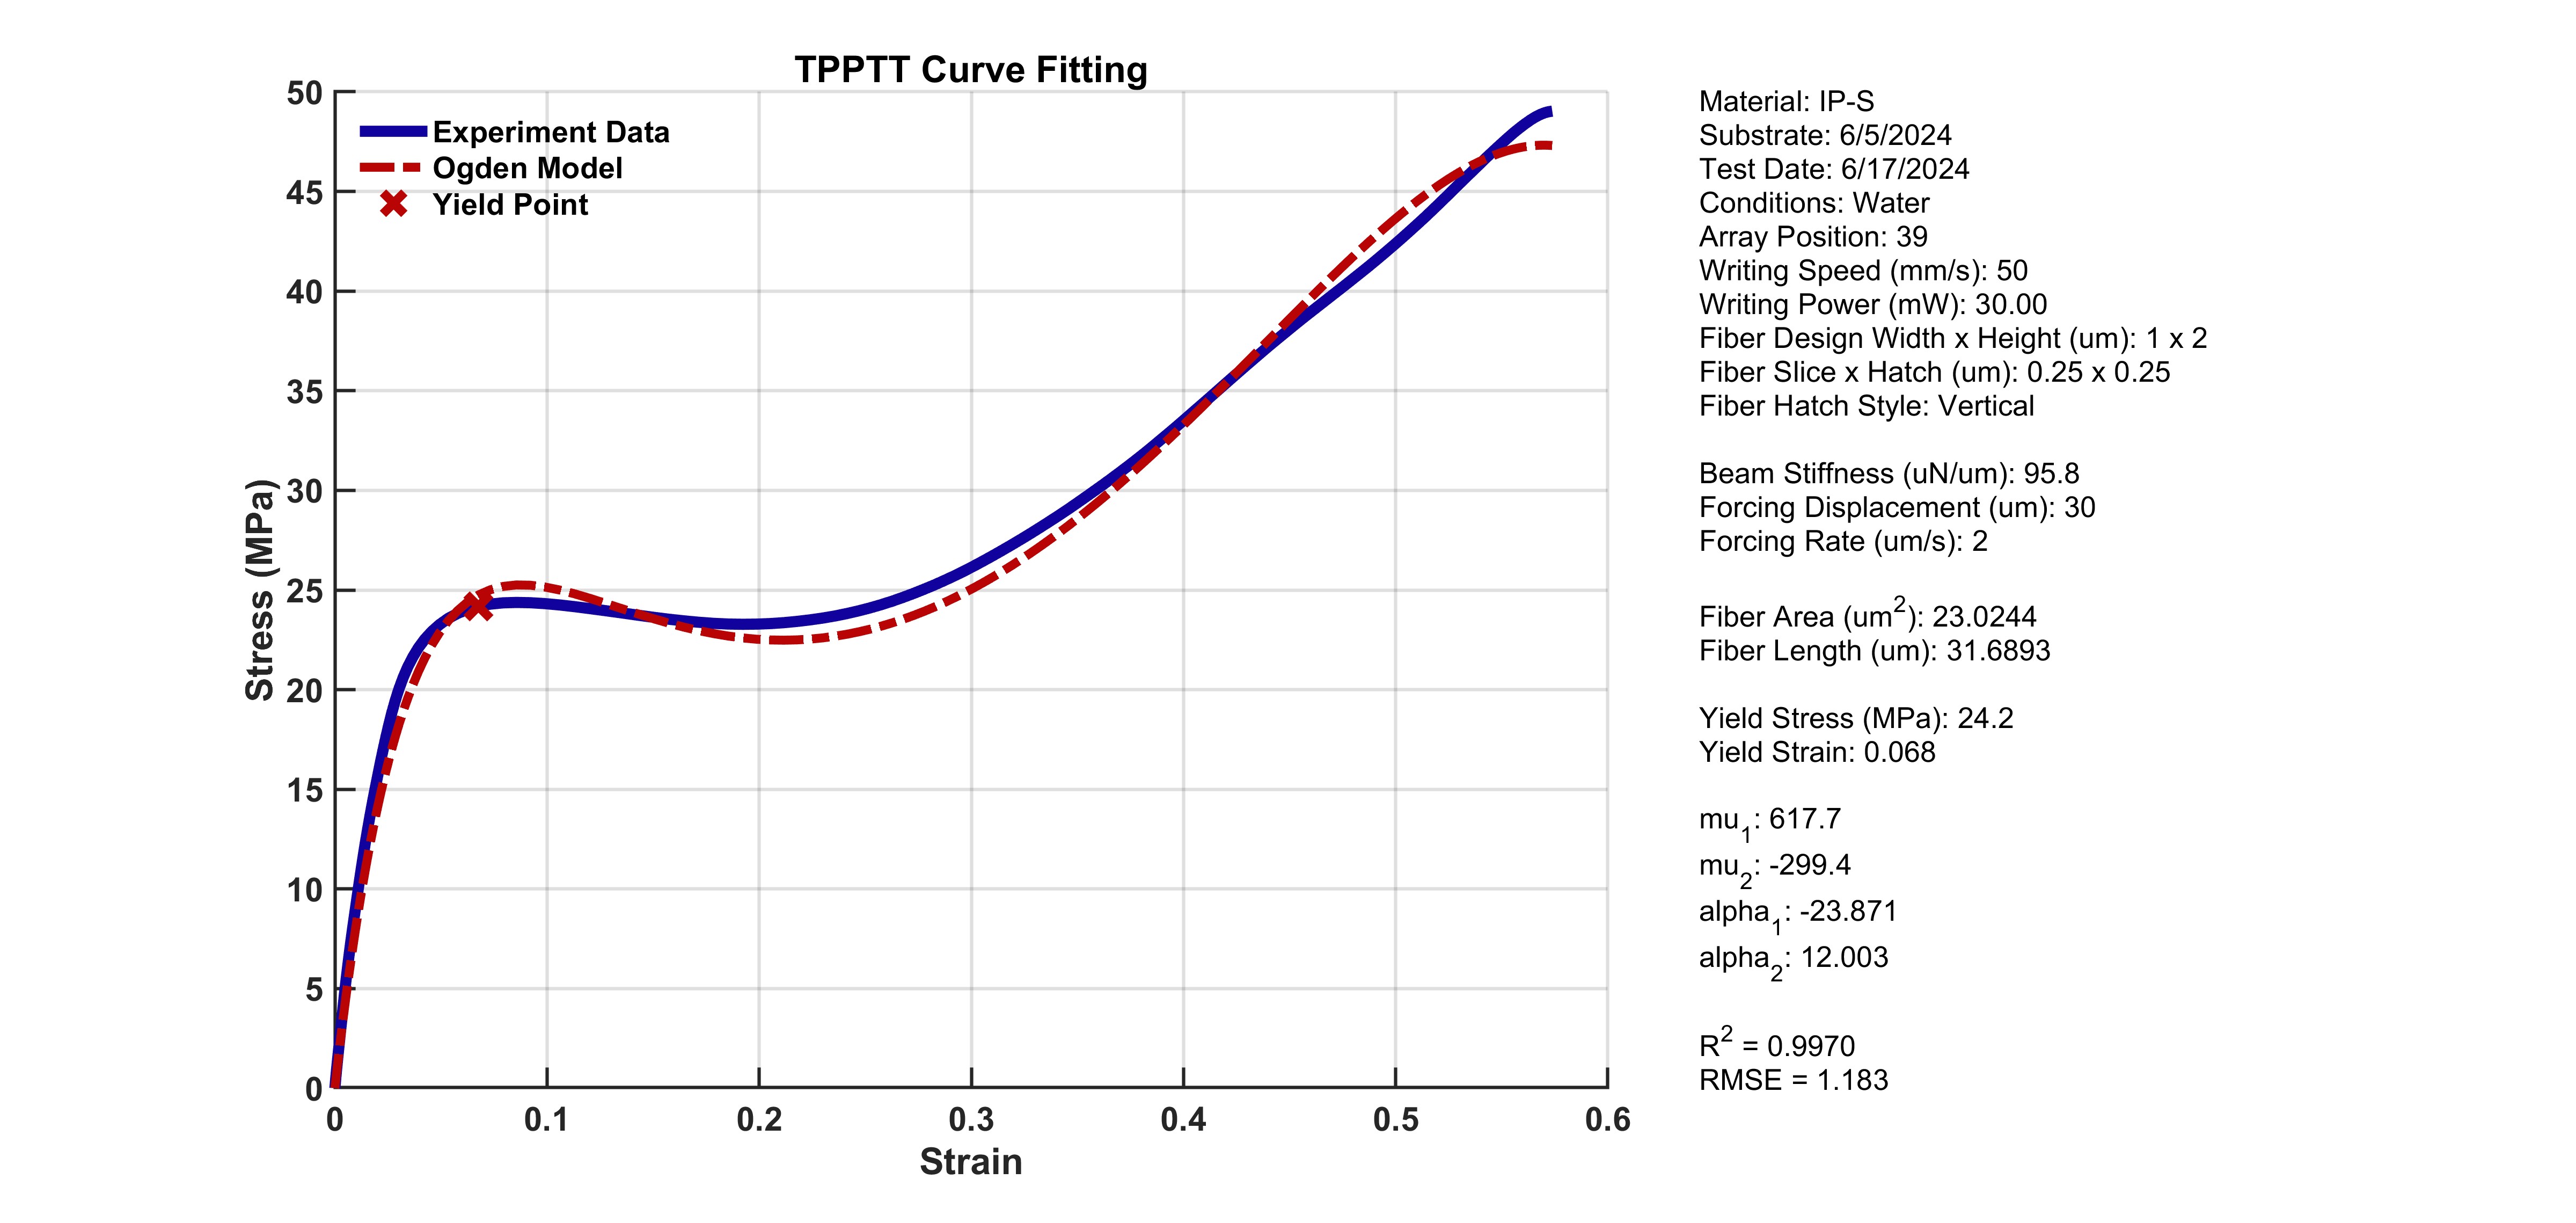 TPPTT Curve Fitting
50
45
40
35
30
25
20
15
10
5
0
Stress (MPa)
Experiment Data
Ogden Model
Yield Point
0 0.1 0.2 0.3 0.4 0.5 0.6
Strain
Material: IP-S
Substrate: 6/5/2024
Test Date: 6/17/2024
Conditions: Water
Array Position: 39
Writing Speed (mm/s): 50
Writing Power (mW): 30.00
Fiber Design Width x Height (um): 1 x 2
Fiber Slice x Hatch (um): 0.25 x 0.25
Fiber Hatch Style: Vertical
Beam Stiffness (uN/um): 95.8
Forcing Displacement (um): 30
Forcing Rate (um/s): 2
Fiber Area (um²): 23.0244
Fiber Length (um): 31.6893
Yield Stress (MPa): 24.2
Yield Strain: 0.068
mu₁: 617.7
mu₂: -299.4
alpha₁: -23.871
alpha₂: 12.003
R² = 0.9970
RMSE = 1.183